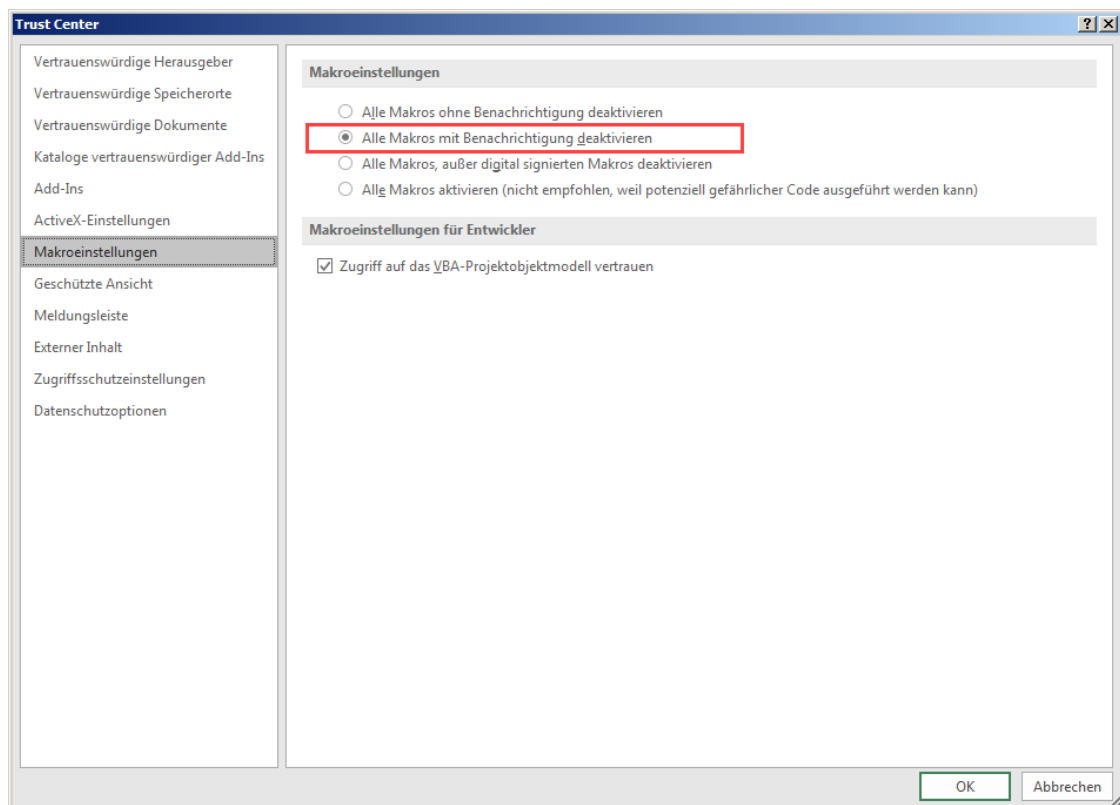 Trust Center
Vertrauenswürdige Herausgeber
Vertrauenswürdige Speicherorte
Vertrauenswürdige Dokumente
Kataloge vertrauenswürdiger Add-Ins
Add-Ins
ActiveX-Einstellungen
Makroeinstellungen
Geschützte Ansicht
Meldungsleiste
Externer Inhalt
Zugriffsschutzeinstellungen
Datenschutzoptionen
Makroeinstellungen
Alle Makros ohne Benachrichtigung deaktivieren
Alle Makros mit Benachrichtigung deaktivieren
Alle Makros, außer digital signierten Makros deaktivieren
Alle Makros aktivieren (nicht empfohlen, weil potenziell gefährlicher Code ausgeführt werden kann)
Makroeinstellungen für Entwickler
Zugriff auf das VBA-Projektobjektmodell vertrauen
OK
Abbrechen